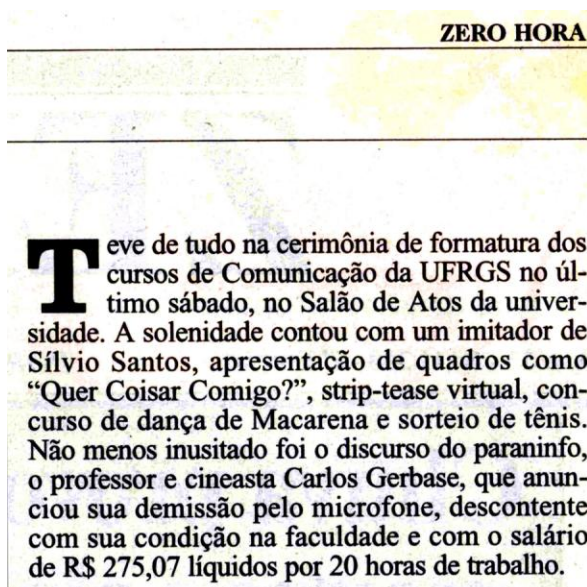 ZERO HORA
Teve de tudo na cerimônia de formatura dos
cursos de Comunicação da UFRGS no úl-
timo sábado, no Salão de Atos da univer-
sidade. A solenidade contou com um imitador de
Sílvio Santos, apresentação de quadros como
“Quer Coisar Comigo?”, strip-tease virtual, con-
curso de dança de Macarena e sorteio de tênis.
Não menos inusitado foi o discurso do paraninfo,
o professor e cineasta Carlos Gerbase, que anun-
ciou sua demissão pelo microfone, descontente
com sua condição na faculdade e com o salário
de R$ 275,07 líquidos por 20 horas de trabalho.